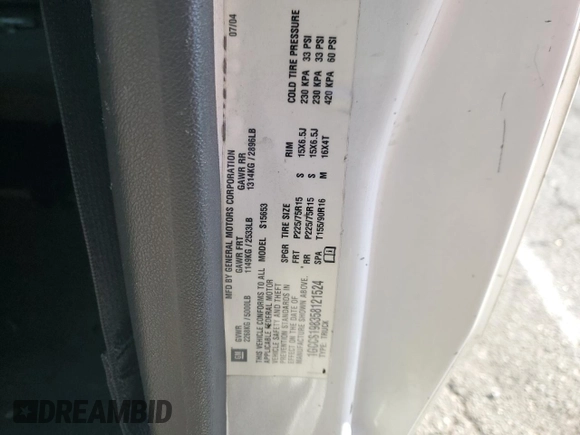 MFD BY GENERAL MOTORS CORPORATION 07/04
GVWR GAWR FRT GAWR RR
2268KG/5000LB 1149KG/2533LB 1314KG/2896LB
GM
THIS VEHICLE CONFORMS TO ALL MODEL S15653
APPLICABLE FEDERAL MOTOR
VEHICLE SAFETY AND THEFT
PREVENTION STANDARDS IN
EFFECT ON THE DATE OF
MANUFACTURE SHOWN ABOVE.
TYPE: TRUCK
SPGR TIRE SIZE RIM COLD TIRE PRESSURE
FRT P225/75R15 S 15X6.5J 230 KPA 33 PSI
RR P225/75R15 S 15X6.5J 230 KPA 33 PSI
SPA T155/90R16 M 16X4T 420 KPA 60 PSI
DREAMBID